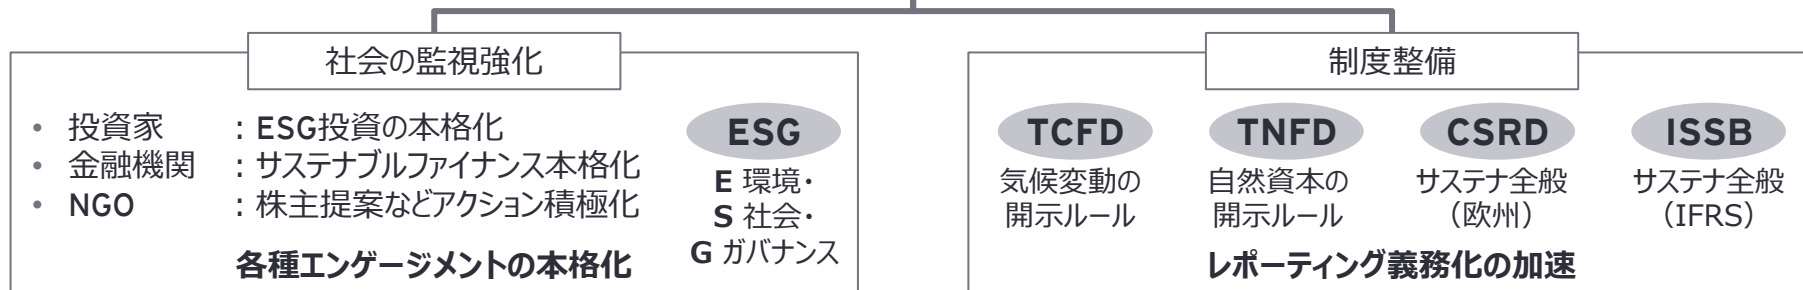 社会の監視強化
• 投資家 : ESG投資の本格化
• 金融機関 : サステナブルファイナンス本格化
• NGO : 株主提案などアクション積極化
各種エンゲージメントの本格化
ESG
E 環境・
S 社会・
G ガバナンス
制度整備
TCFD
気候変動の
開示ルール
TNFD
自然資本の
開示ルール
CSRD
サステナ全般
（欧州）
ISSB
サステナ全般
（IFRS）
レポーティング義務化の加速